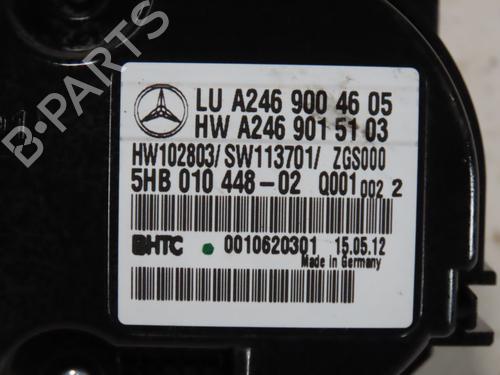 LU A246 900 46 05
HW A246 901 51 03
HW102803/ SW113701/ ZGS000
5HB 010 448-02 Q001 002 2
BHTC 0010620301 15.05.12
Made in Germany
B-PARTS